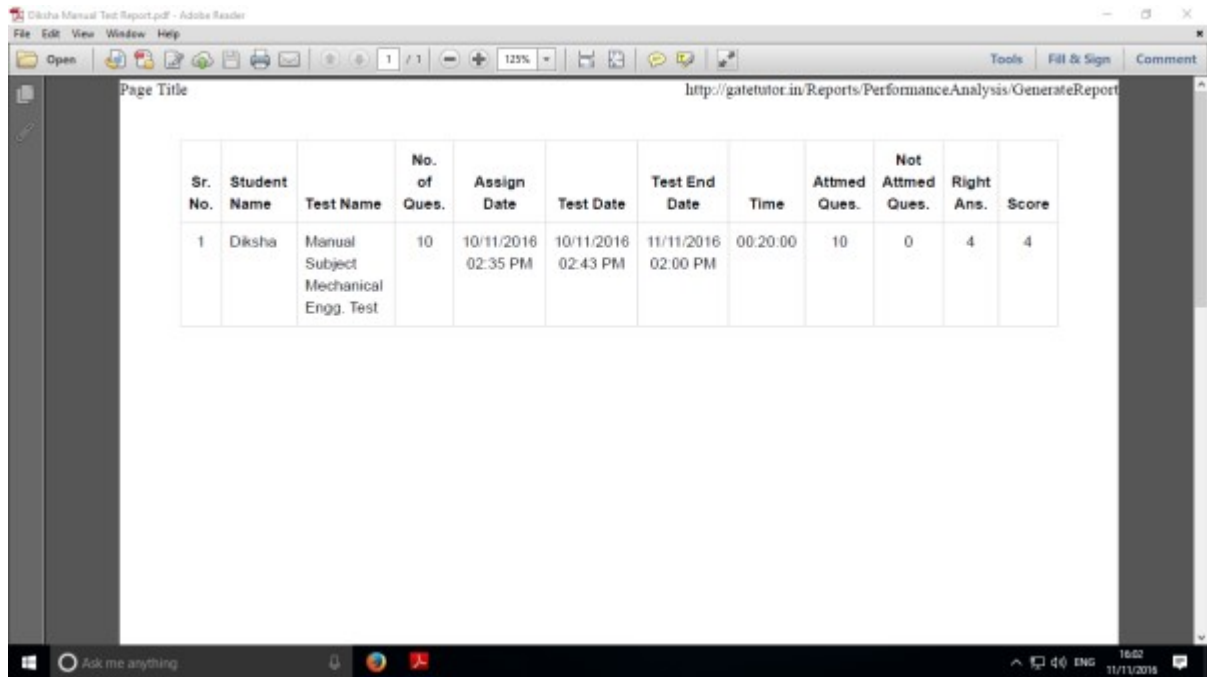 Diksha Manual Test Report.pdf - Adobe Reader
File Edit View Window Help
Open 1 / 1 125% Tools Fill & Sign Comment
Page Title http://gatetutor.in/Reports/PerformanceAnalysis/GenerateReport
Sr. No. Student Name Test Name No. of Ques. Assign Date Test Date Test End Date Time Attmed Ques. Not Attmed Ques. Right Ans. Score
1 Diksha Manual Subject Mechanical Engg. Test 10 10/11/2016 02:35 PM 10/11/2016 02:43 PM 11/11/2016 02:00 PM 00:20:00 10 0 4 4
Ask me anything ENG 16:02
11/11/2016